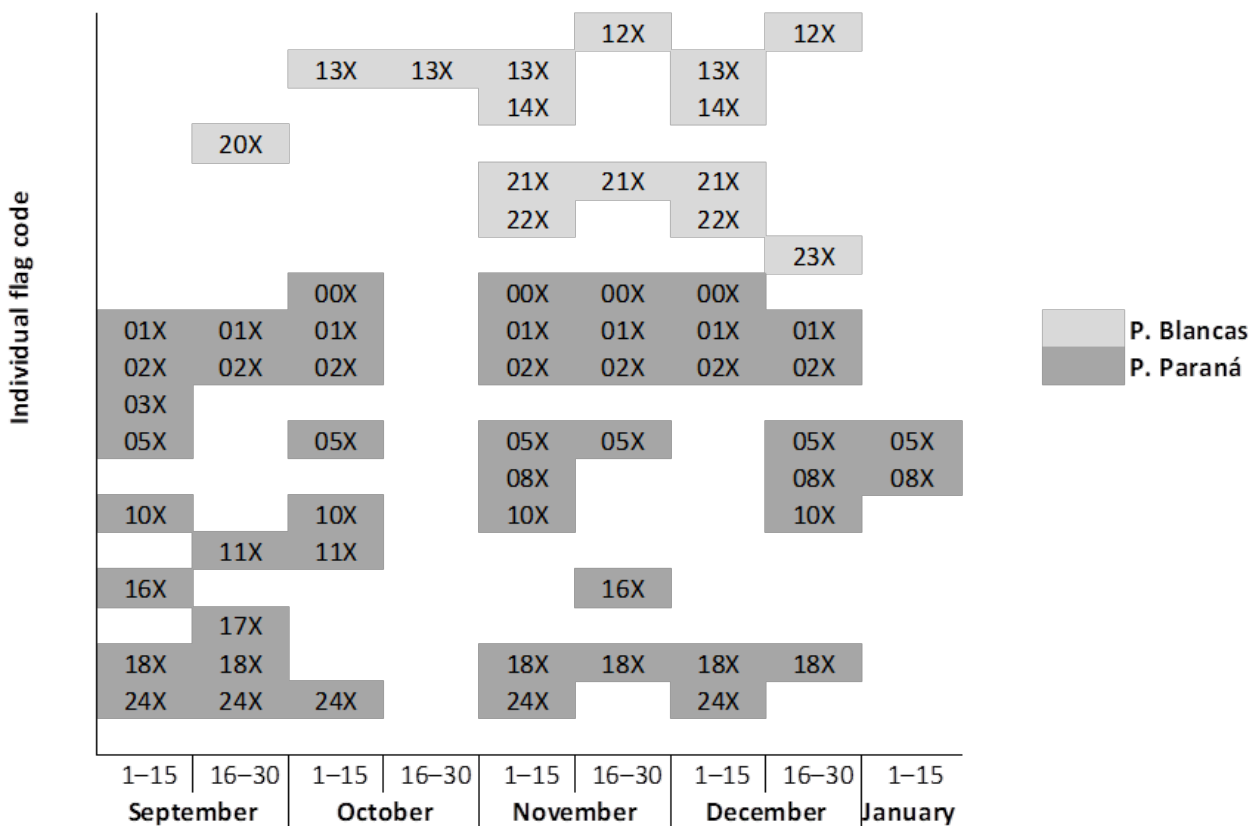 12X 12X
13X 13X 13X 13X
14X 14X
20X
21X 21X 21X
22X 22X
23X
00X 00X 00X 00X
01X 01X 01X 01X 01X 01X 01X
02X 02X 02X 02X 02X 02X 02X
03X
05X 05X 05X 05X 05X 05X
08X 08X 08X
10X 10X 10X 10X
11X 11X
16X 16X
17X
18X 18X 18X 18X 18X 18X
24X 24X 24X 24X 24X
1–15 16–30 1–15 16–30 1–15 16–30 1–15 16–30 1–15
September October November December January
Individual flag code
P. Blancas
P. Paraná